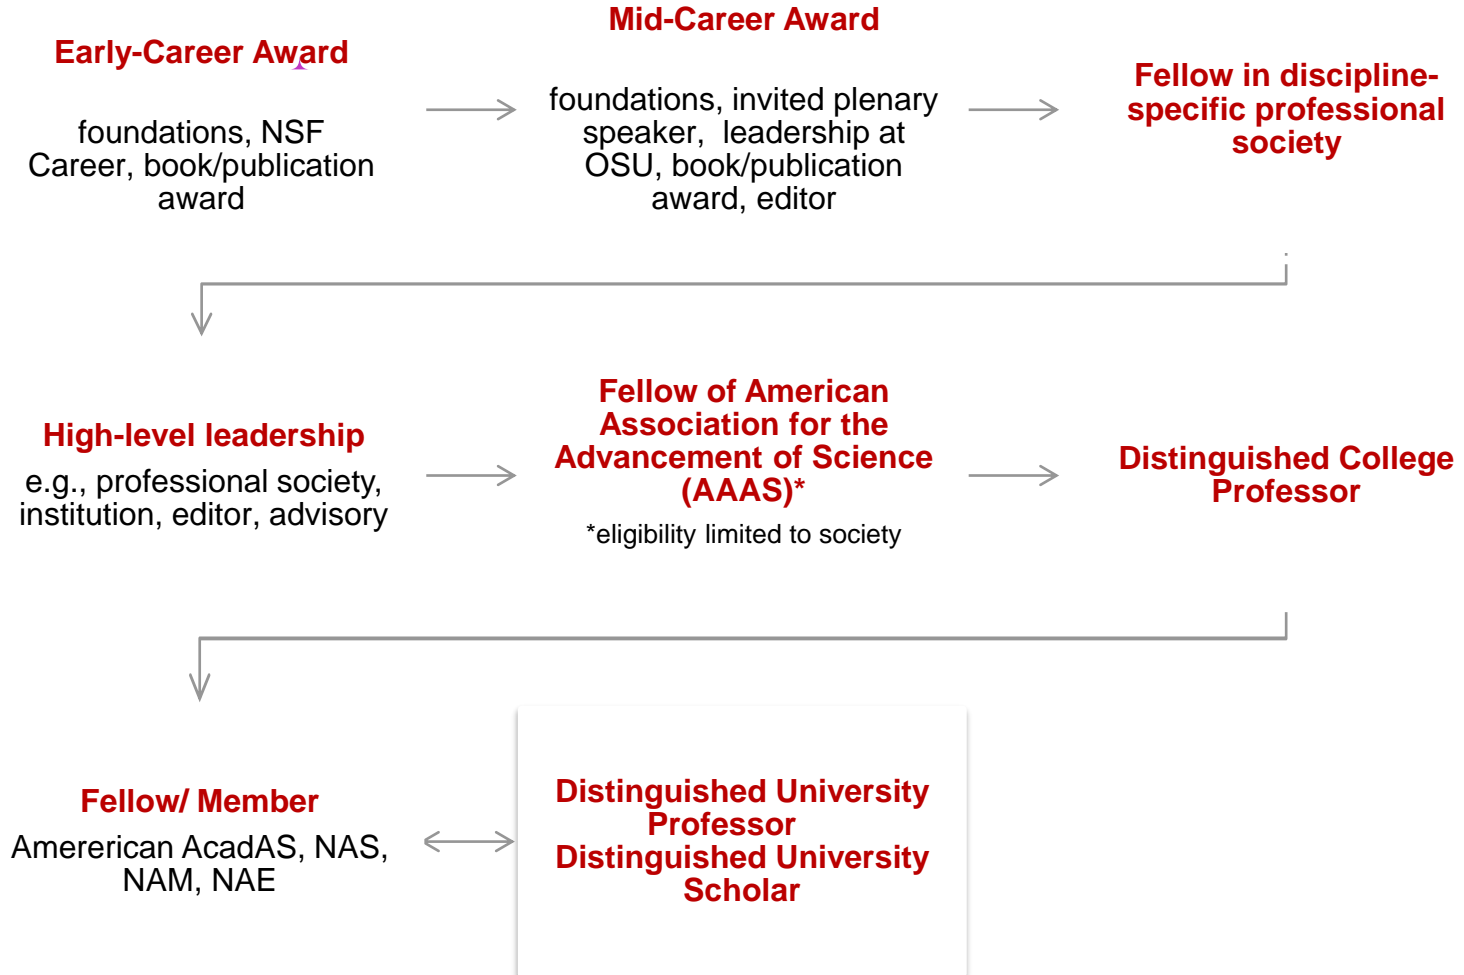 Early-Career Award
foundations, NSF
Career, book/publication
award
Mid-Career Award
foundations, invited plenary
speaker, leadership at
OSU, book/publication
award, editor
Fellow in discipline-
specific professional
society
High-level leadership
e.g., professional society,
institution, editor, advisory
Fellow of American
Association for the
Advancement of Science
(AAAS)*
*eligibility limited to society
Distinguished College
Professor
Fellow/ Member
Amererican AcadAS, NAS,
NAM, NAE
Distinguished University
Professor
Distinguished University
Scholar